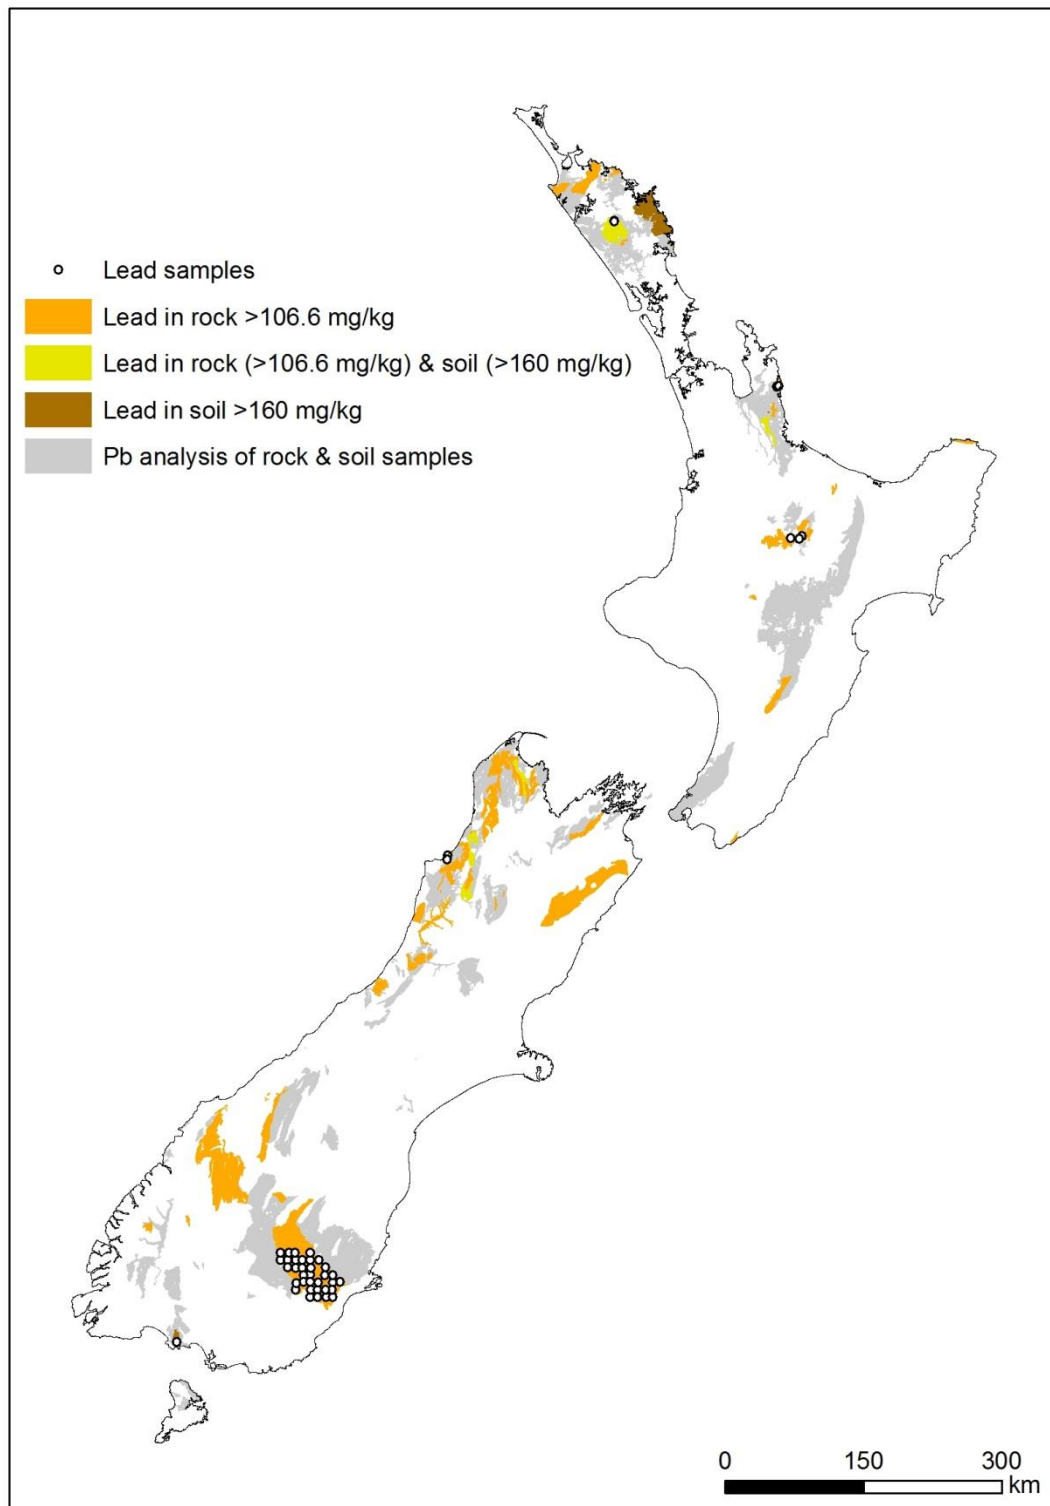 Lead samples
Lead in rock >106.6 mg/kg
Lead in rock (>106.6 mg/kg) & soil (>160 mg/kg)
Lead in soil >160 mg/kg
Pb analysis of rock & soil samples
0 150 300
km